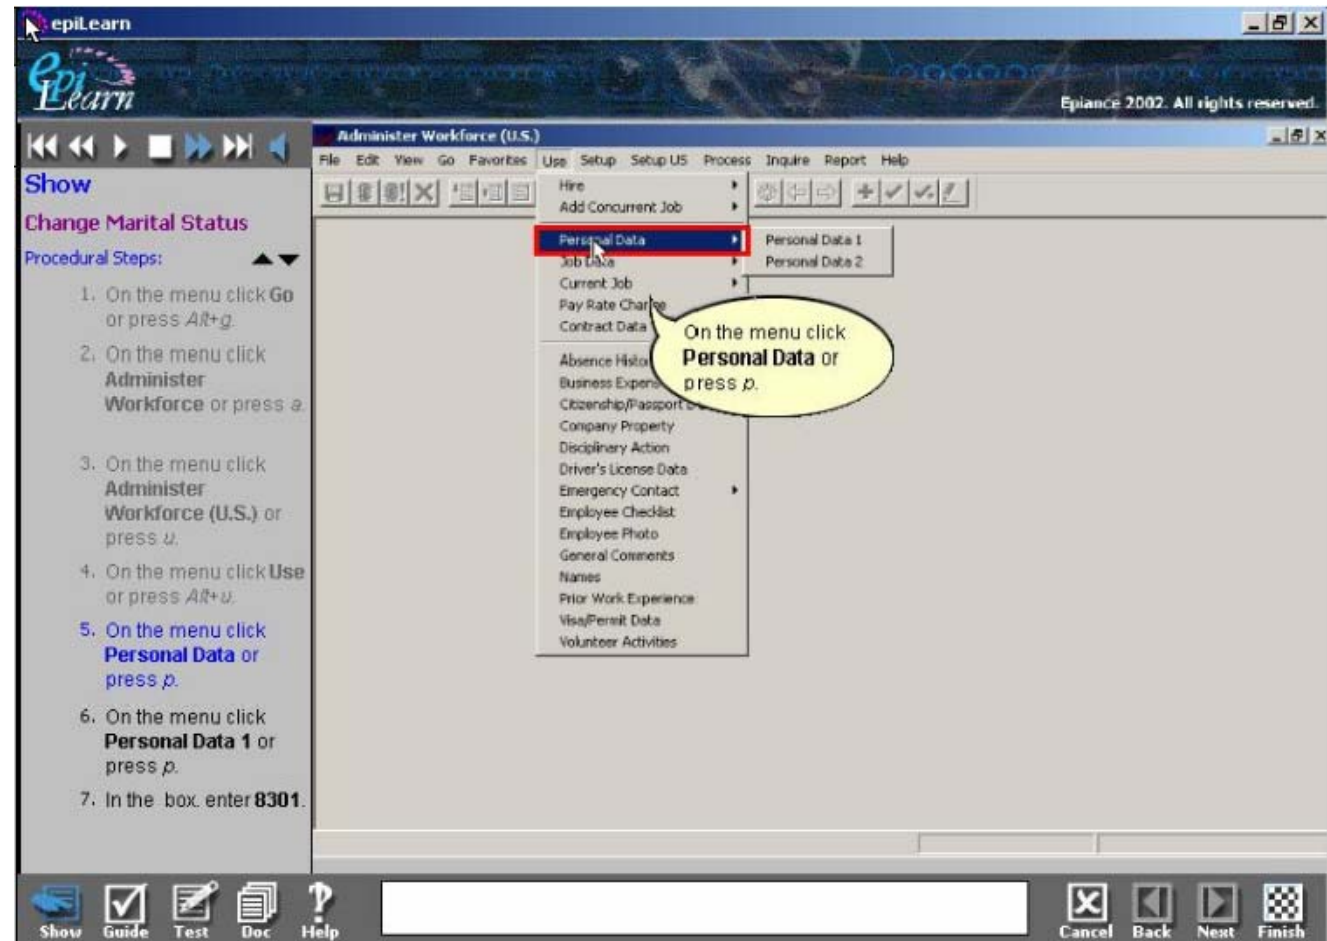 epiLearn
epi
Learn
Epiance 2002. All rights reserved.
Administer Workforce (U.S.)
File Edit View Go Favorites Use Setup Setup US Process Inquire Report Help
Show
Change Marital Status
Procedural Steps:
1. On the menu click Go
or press Alt+g.
2. On the menu click
Administer
Workforce or press a.
3. On the menu click
Administer
Workforce (U.S.) or
press u.
4. On the menu click Use
or press Alt+u.
5. On the menu click
Personal Data or
press p.
6. On the menu click
Personal Data 1 or
press p.
7. In the box. enter 8301.
Hire
Add Concurrent Job
Personal Data
Job Data
Current Job
Pay Rate Change
Contract Data
Absence Histo
Business Expen
Citizenship/Passport D
Company Property
Disciplinary Action
Driver's License Data
Emergency Contact
Employee Checklist
Employee Photo
General Comments
Names
Prior Work Experience
Visa/Permit Data
Volunteer Activities
Personal Data 1
Personal Data 2
On the menu click
Personal Data or
press p.
Show Guide Test Doc Help
Cancel Back Next Finish